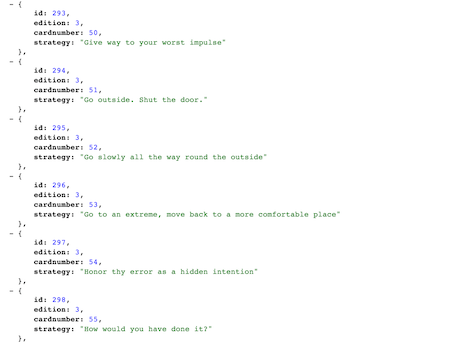 - {
id: 293,
edition: 3,
cardnumber: 50,
strategy: "Give way to your worst impulse"
},
- {
id: 294,
edition: 3,
cardnumber: 51,
strategy: "Go outside. Shut the door."
},
- {
id: 295,
edition: 3,
cardnumber: 52,
strategy: "Go slowly all the way round the outside"
},
- {
id: 296,
edition: 3,
cardnumber: 53,
strategy: "Go to an extreme, move back to a more comfortable place"
},
- {
id: 297,
edition: 3,
cardnumber: 54,
strategy: "Honor thy error as a hidden intention"
},
- {
id: 298,
edition: 3,
cardnumber: 55,
strategy: "How would you have done it?"
},